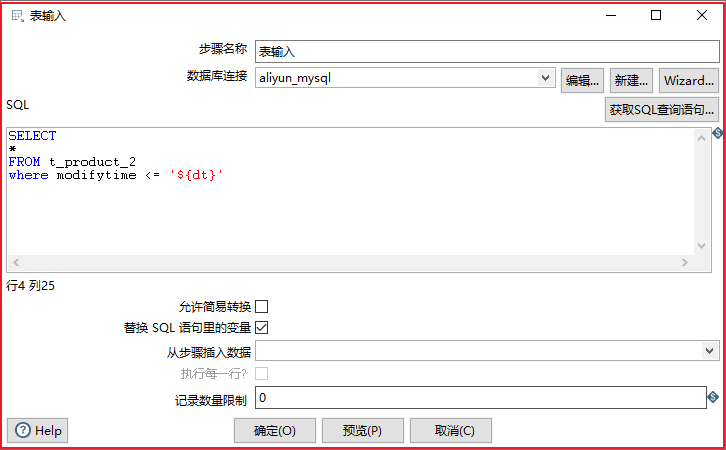 表输入
步骤名称 表输入
数据库连接 aliyun_mysql 编辑... 新建... Wizard...
SQL 获取SQL查询语句...
SELECT
*
FROM t_product_2
where modifytime <= '${dt}'
行4 列25
允许简易转换
替换 SQL 语句里的变量
从步骤插入数据
执行每一行?
记录数量限制 0
Help 确定(O) 预览(P) 取消(C)